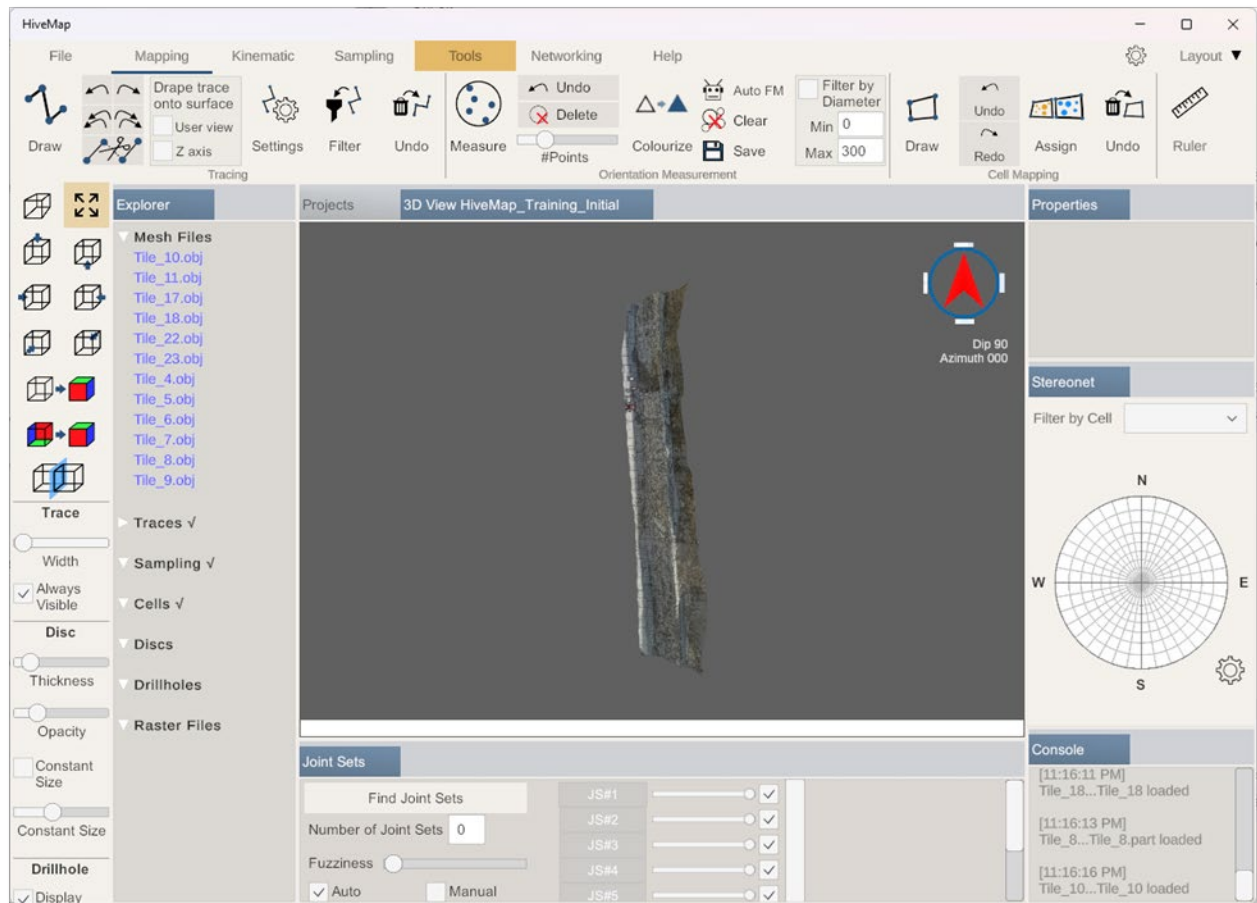 HiveMap
File Mapping Kinematic Sampling Tools Networking Help Layout ▼
Draw
Drape trace
onto surface
User view
Z axis
Settings
Filter
Undo
Tracing
Measure
Undo
Delete
#Points
Colourize
Auto FM
Clear
Save
Filter by
Diameter
Min 0
Max 300
Orientation Measurement
Draw
Undo
Redo
Assign
Undo
Cell Mapping
Ruler
Trace
Width
Always
Visible
Disc
Thickness
Opacity
Constant
Size
Constant Size
Drillhole
Display
Explorer
Mesh Files
Tile_10.obj
Tile_11.obj
Tile_17.obj
Tile_18.obj
Tile_22.obj
Tile_23.obj
Tile_4.obj
Tile_5.obj
Tile_6.obj
Tile_7.obj
Tile_8.obj
Tile_9.obj
Traces √
Sampling √
Cells √
Discs
Drillholes
Raster Files
Projects 3D View HiveMap_Training_Initial
Dip 90
Azimuth 000
Joint Sets
Find Joint Sets
Number of Joint Sets 0
Fuzziness
Auto Manual
JS#1
JS#2
JS#3
JS#4
JS#5
Properties
Stereonet
Filter by Cell
N
W E
S
Console
[11:16:11 PM]
Tile_18...Tile_18 loaded
[11:16:13 PM]
Tile_8...Tile_8.part loaded
[11:16:16 PM]
Tile_10...Tile_10 loaded